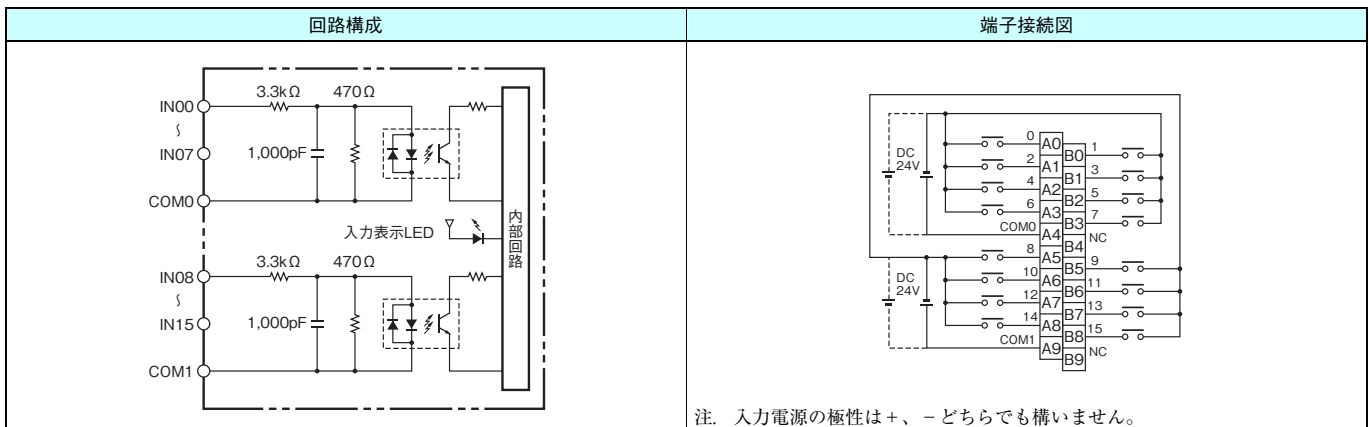 回路構成
端子接続図
3.3kΩ 470Ω
IN00
〜
IN07
1,000pF
COM0
入力表示LED
内部回路
3.3kΩ 470Ω
IN08
〜
IN15
1,000pF
COM1
DC
24V
0 A0
B0 1
2 A1
B1 3
4 A2
B2 5
6 A3
B3 7
COM0 A4
B4 NC
8 A5
B5 9
DC
24V
10 A6
B6 11
12 A7
B7 13
14 A8
B8 15
COM1 A9
B9 NC
注. 入力電源の極性は+、−どちらでも構いません。